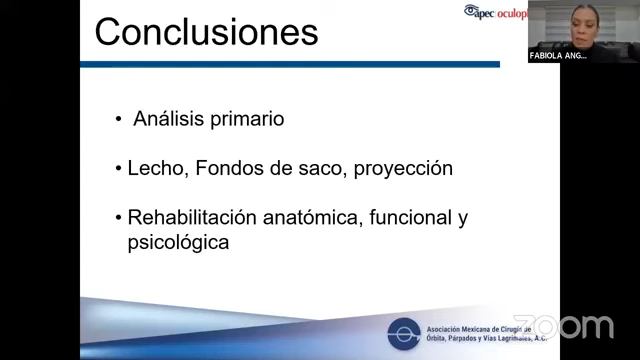 apec oculopl
Conclusiones
FABIOLA ANG...
• Análisis primario
• Lecho, Fondos de saco, proyección
• Rehabilitación anatómica, funcional y
psicológica
Asociación Mexicana de Cirugía de
Órbita, Párpados y Vías Lagrimales, A.C.
zoom